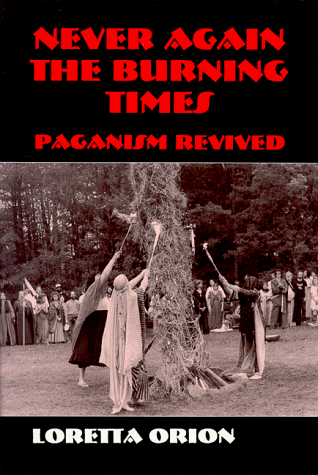 NEVER AGAIN
THE BURNING
TIMES
PAGANISM REVIVED
LORETTA ORION